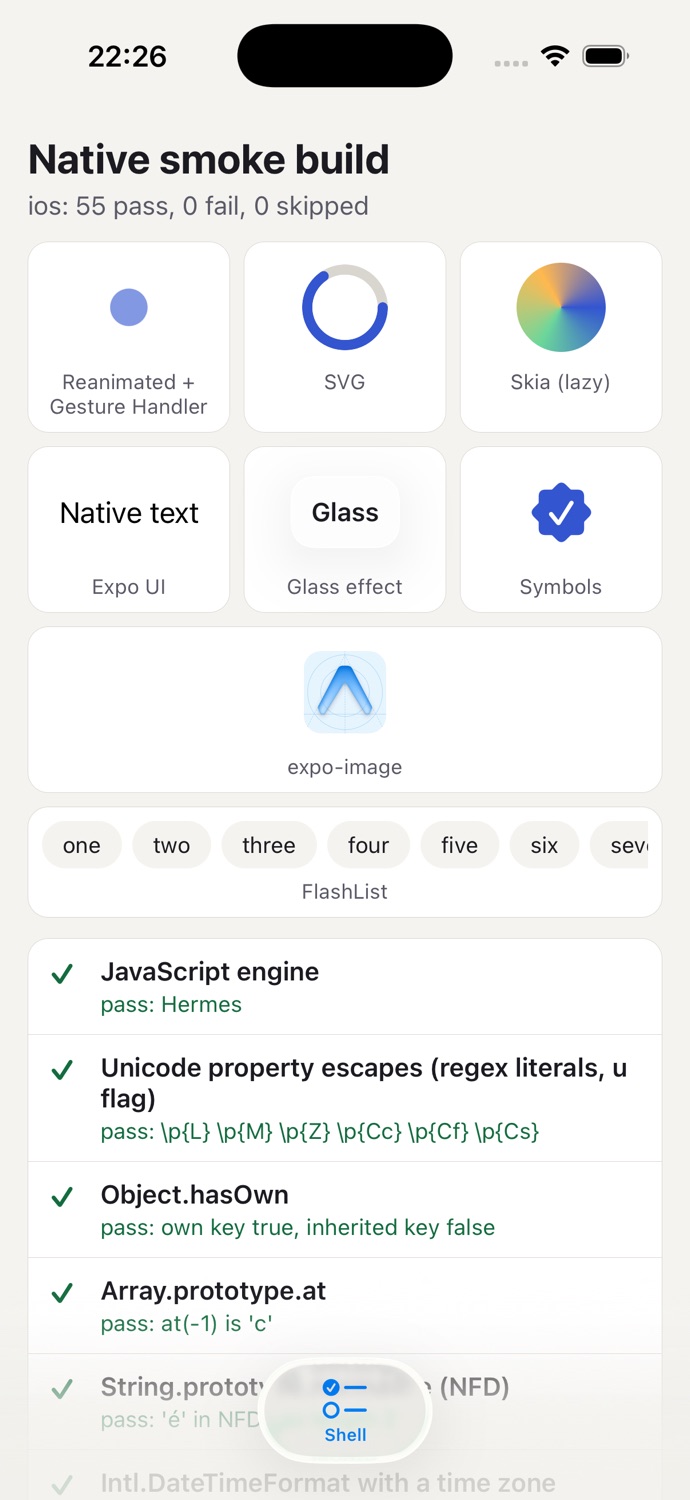 22:26
Native smoke build
ios: 55 pass, 0 fail, 0 skipped
Reanimated +
Gesture Handler
SVG
Skia (lazy)
Native text
Expo UI
Glass
Glass effect
Symbols
expo-image
one two three four five six
FlashList
JavaScript engine
pass: Hermes
Unicode property escapes (regex literals, u
flag)
pass: \p{L} \p{M} \p{Z} \p{Cc} \p{Cf} \p{Cs}
Object.hasOwn
pass: own key true, inherited key false
Array.prototype.at
pass: at(-1) is 'c'
(NFD)
pass: 'é' in NFD
Shell
Intl.DateTimeFormat with a time zone